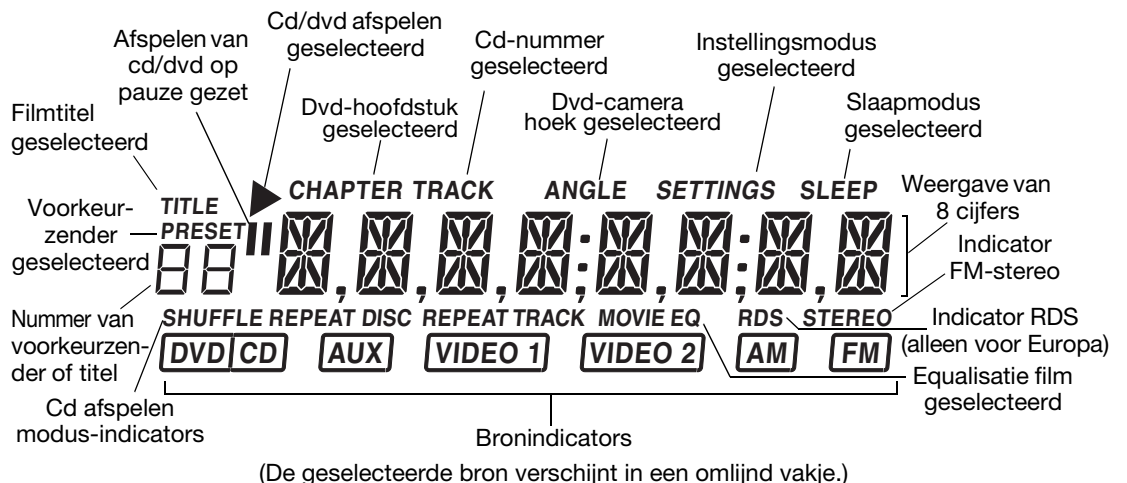 Afspelen van
cd/dvd op
pauze gezet
Cd/dvd afspelen
geselecteerd
Cd-nummer
geselecteerd
Instellingsmodus
geselecteerd
Filmtitel
geselecteerd
Dvd-hoofdstuk
geselecteerd
Dvd-camera
hoek geselecteerd
Slaapmodus
geselecteerd
CHAPTER TRACK ANGLE SETTINGS SLEEP
Voorkeur-
zender
geselecteerd
TITLE
PRESET
Weergave van
8 cijfers
Indicator
FM-stereo
Nummer van
voorkeurzen-
der of titel
SHUFFLE REPEAT DISC REPEAT TRACK MOVIE EQ RDS STEREO
DVD CD AUX VIDEO 1 VIDEO 2 AM FM
Indicator RDS
(alleen voor Europa)
Equalisatie film
geselecteerd
Cd afspelen
modus-indicators
Bronindicators
(De geselecteerde bron verschijnt in een omlijnd vakje.)